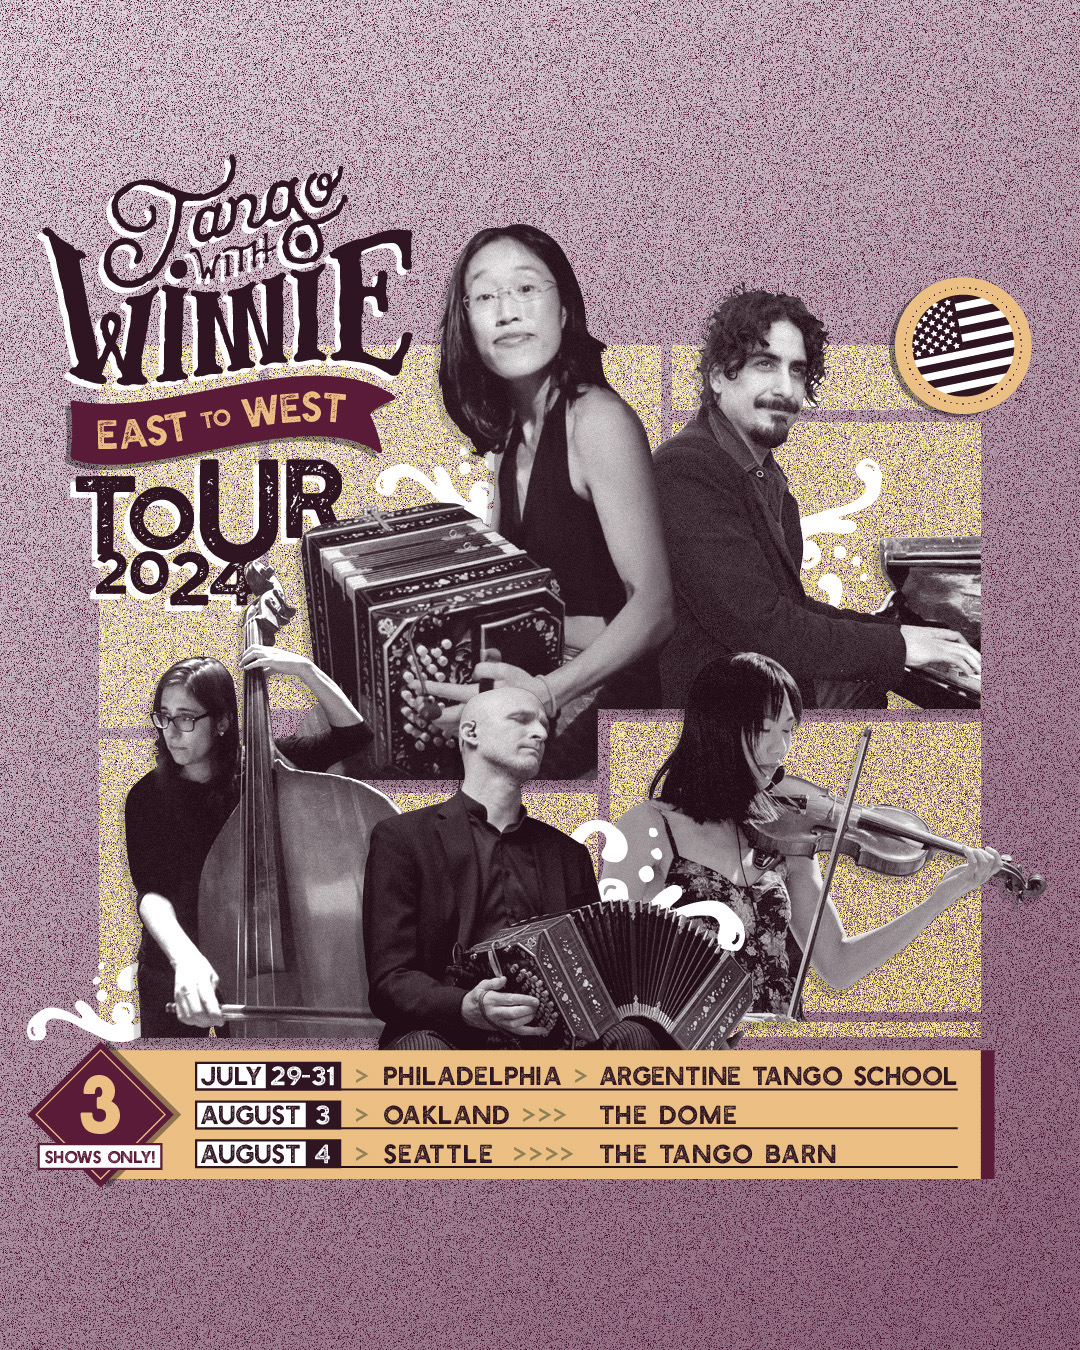 Tango
WITH
WINNIE
EAST TO WEST
TOUR
2024
3
SHOWS ONLY!
JULY 29-31 > PHILADELPHIA > ARGENTINE TANGO SCHOOL
AUGUST 3 > OAKLAND >>> THE DOME
AUGUST 4 > SEATTLE >>>> THE TANGO BARN